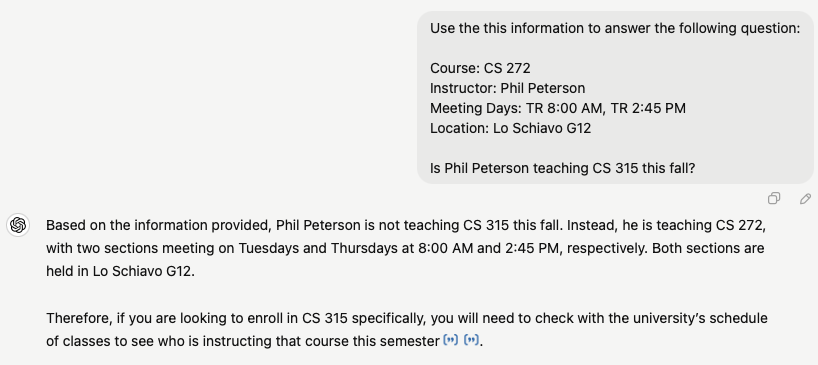 Use the this information to answer the following question:
Course: CS 272
Instructor: Phil Peterson
Meeting Days: TR 8:00 AM, TR 2:45 PM
Location: Lo Schiavo G12
Is Phil Peterson teaching CS 315 this fall?
Based on the information provided, Phil Peterson is not teaching CS 315 this fall. Instead, he is teaching CS 272,
with two sections meeting on Tuesdays and Thursdays at 8:00 AM and 2:45 PM, respectively. Both sections are
held in Lo Schiavo G12.
Therefore, if you are looking to enroll in CS 315 specifically, you will need to check with the university's schedule
of classes to see who is instructing that course this semester ["] ["].